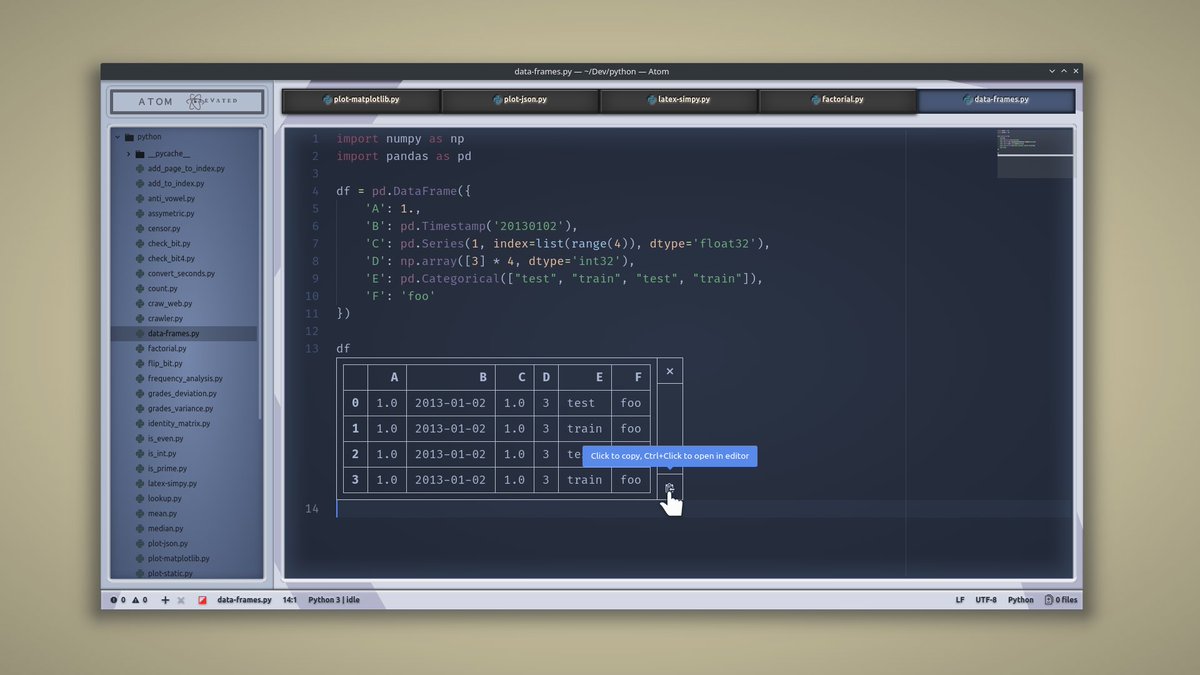 data-frames.py — ~/Dev/python — Atom
ATOM ELEVATED
plot-matplotlib.py plot-json.py latex-simpy.py factorial.py data-frames.py
python
__pycache__
add_page_to_index.py
add_to_index.py
anti_vowel.py
assymetric.py
censor.py
check_bit.py
check_bit4.py
convert_seconds.py
count.py
craw_web.py
crawler.py
data-frames.py
factorial.py
flip_bit.py
frequency_analysis.py
grades_deviation.py
grades_variance.py
identity_matrix.py
is_even.py
is_int.py
is_prime.py
latex-simpy.py
lookup.py
mean.py
median.py
plot-json.py
plot-matplotlib.py
plot-static.py
1 import numpy as np
2 import pandas as pd
3
4 df = pd.DataFrame({
5 'A': 1.,
6 'B': pd.Timestamp('20130102'),
7 'C': pd.Series(1, index=list(range(4)), dtype='float32'),
8 'D': np.array([3] * 4, dtype='int32'),
9 'E': pd.Categorical(["test", "train", "test", "train"]),
10 'F': 'foo'
11 })
12
13 df
A B C D E F
0 1.0 2013-01-02 1.0 3 test foo
1 1.0 2013-01-02 1.0 3 train foo
2 1.0 2013-01-02 1.0 3 te
Click to copy, Ctrl+Click to open in editor
3 1.0 2013-01-02 1.0 3 train foo
14
0 0 data-frames.py 14:1 Python 3 | idle LF UTF-8 Python 0 files